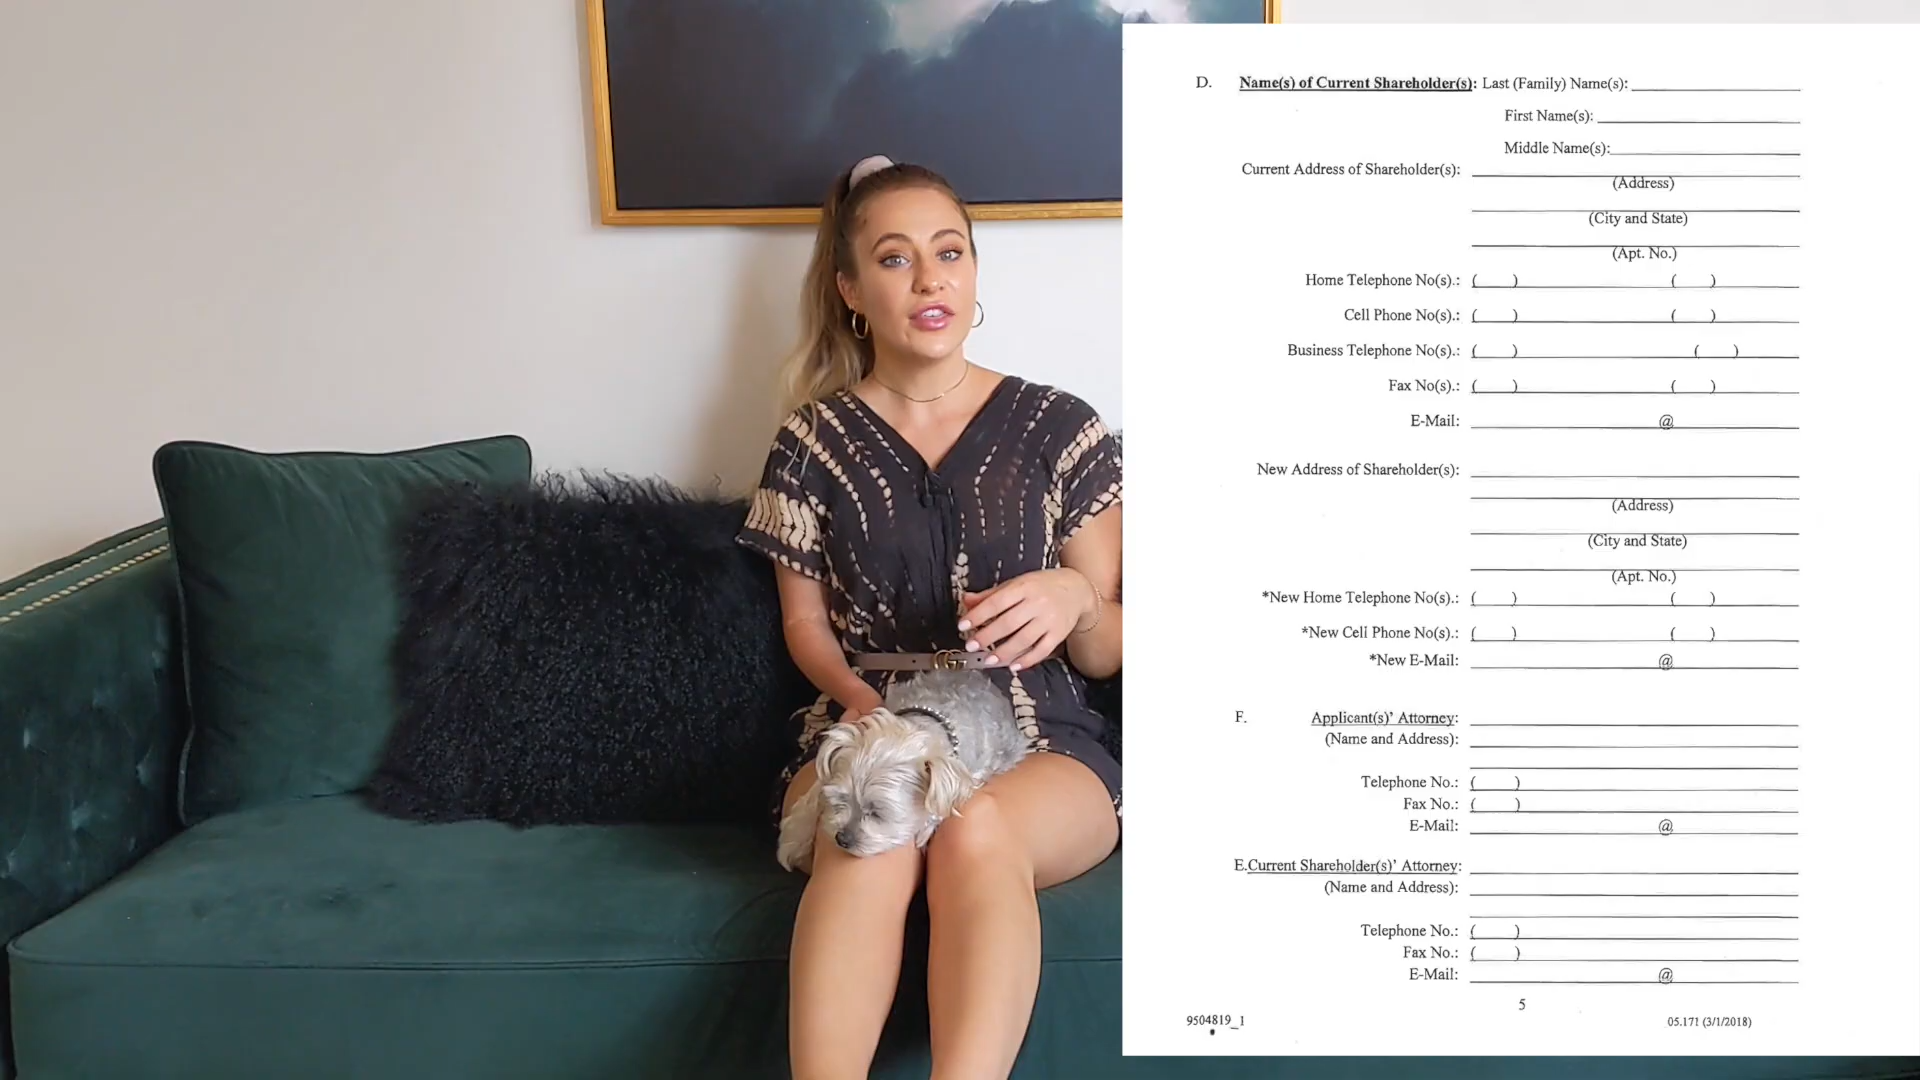 D. Name(s) of Current Shareholder(s): Last (Family) Name(s):
First Name(s):
Middle Name(s):
Current Address of Shareholder(s):
(Address)
(City and State)
(Apt. No.)
Home Telephone No(s).: ( ) ( )
Cell Phone No(s).: ( ) ( )
Business Telephone No(s).: ( ) ( )
Fax No(s).: ( ) ( )
E-Mail: @
New Address of Shareholder(s):
(Address)
(City and State)
(Apt. No.)
*New Home Telephone No(s).: ( ) ( )
*New Cell Phone No(s).: ( ) ( )
*New E-Mail: @
F. Applicant(s)' Attorney:
(Name and Address):
Telephone No.: ( )
Fax No.: ( )
E-Mail: @
E. Current Shareholder(s)' Attorney:
(Name and Address):
Telephone No.: ( )
Fax No.: ( )
E-Mail: @
5
9504819_1
05.171 (3/1/2018)